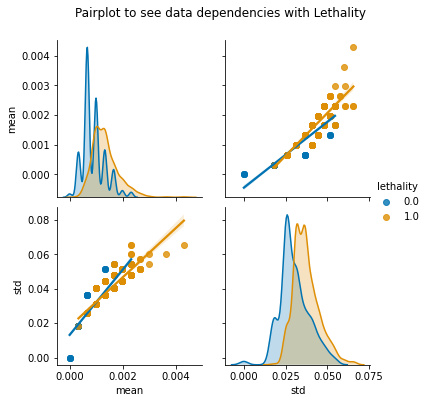 Pairplot to see data dependencies with Lethality
0.004
0.003
0.002
0.001
0.000
mean
lethality
0.0
1.0
0.08
0.06
0.04
0.02
0.00
std
0.000 0.002 0.004
mean
0.000 0.025 0.050 0.075
std